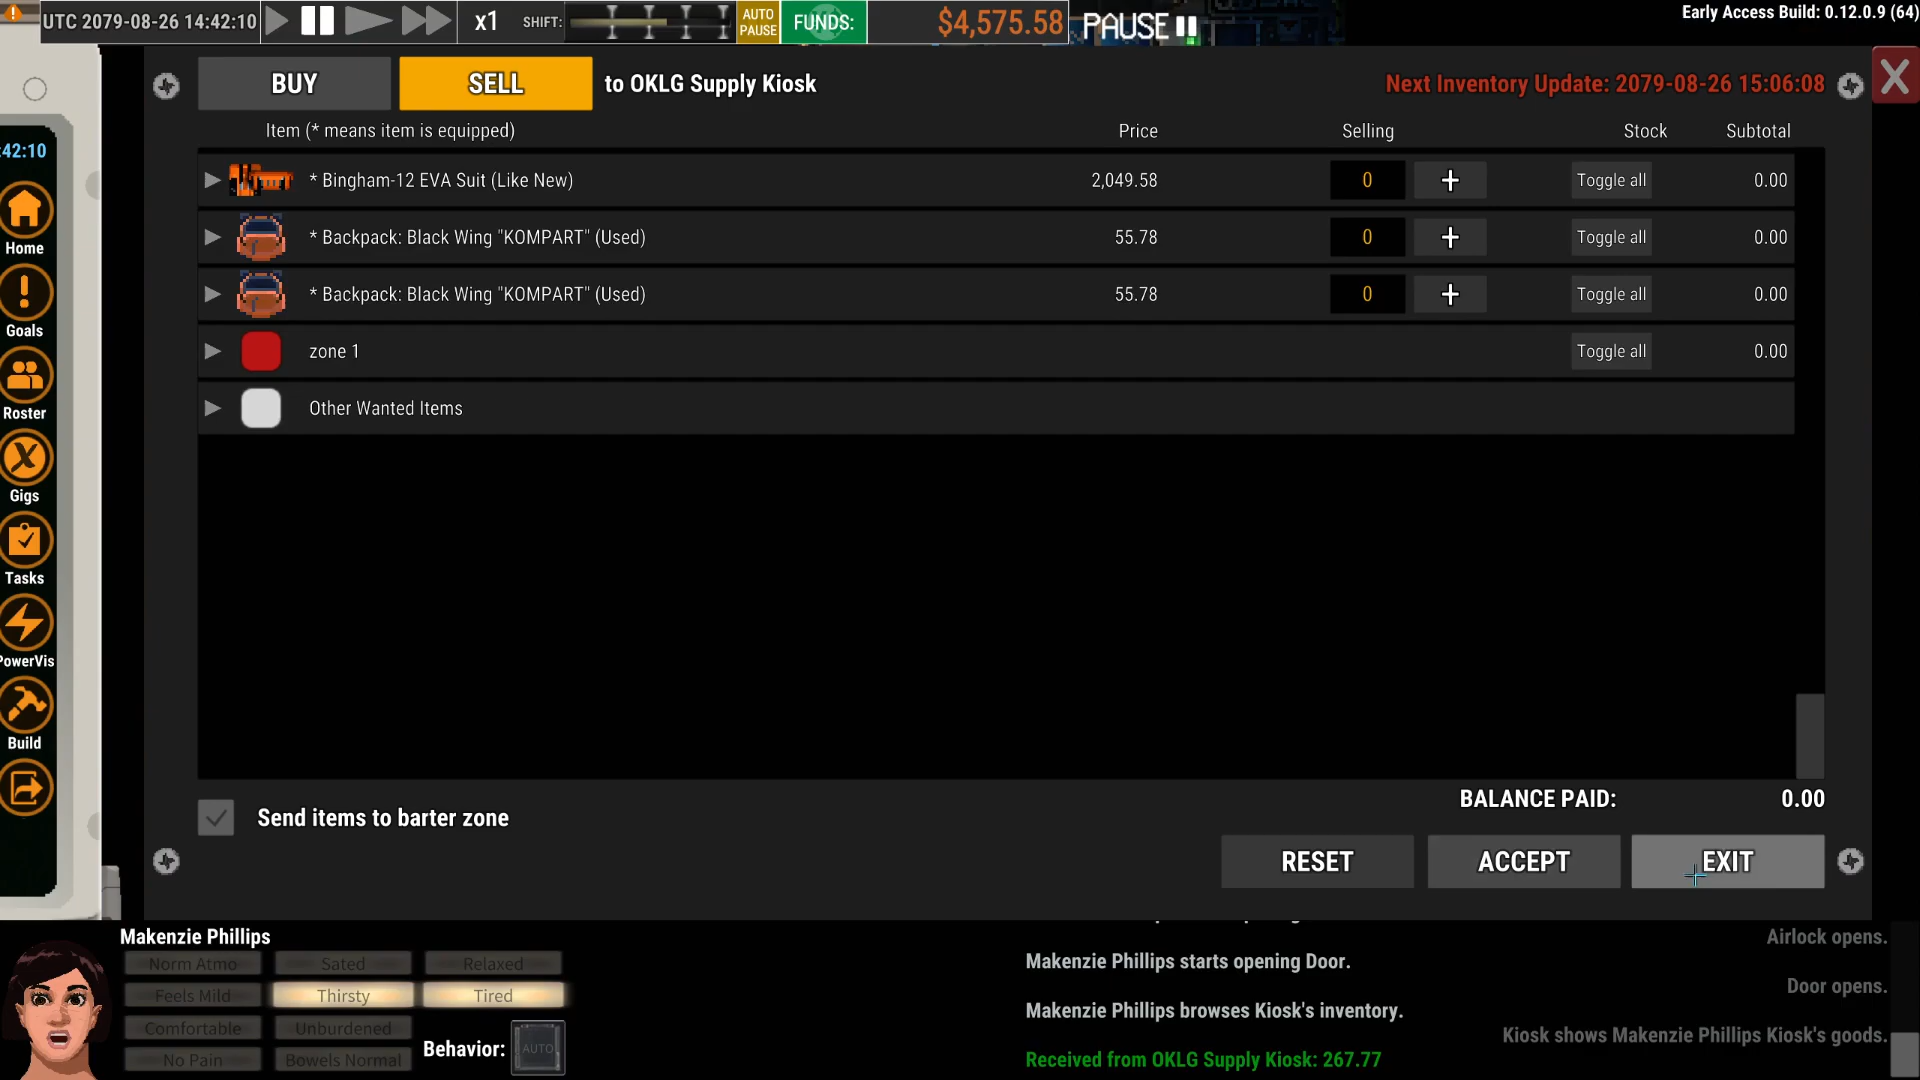 UTC 2079-08-26 14:42:10
x1
SHIFT:
AUTO PAUSE
FUNDS:
$4,575.58
PAUSE
Early Access Build: 0.12.0.9 (64)
BUY
SELL
to OKLG Supply Kiosk
Next Inventory Update: 2079-08-26 15:06:08
X
Item (* means item is equipped)
Price
Selling
Stock
Subtotal
* Bingham-12 EVA Suit (Like New)
2,049.58
0
+
Toggle all
0.00
* Backpack: Black Wing "KOMPART" (Used)
55.78
0
+
Toggle all
0.00
* Backpack: Black Wing "KOMPART" (Used)
55.78
0
+
Toggle all
0.00
zone 1
Toggle all
0.00
Other Wanted Items
:42:10
Home
Goals
Roster
Gigs
Tasks
PowerVis
Build
BALANCE PAID:
0.00
Send items to barter zone
RESET
ACCEPT
EXIT
Makenzie Phillips
Norm Atmo
Sated
Relaxed
Feels Mild
Thirsty
Tired
Comfortable
Unburdened
No Pain
Bowels Normal
Behavior:
AUTO
Makenzie Phillips starts opening Door.
Makenzie Phillips browses Kiosk's inventory.
Received from OKLG Supply Kiosk: 267.77
Airlock opens.
Door opens.
Kiosk shows Makenzie Phillips Kiosk's goods.